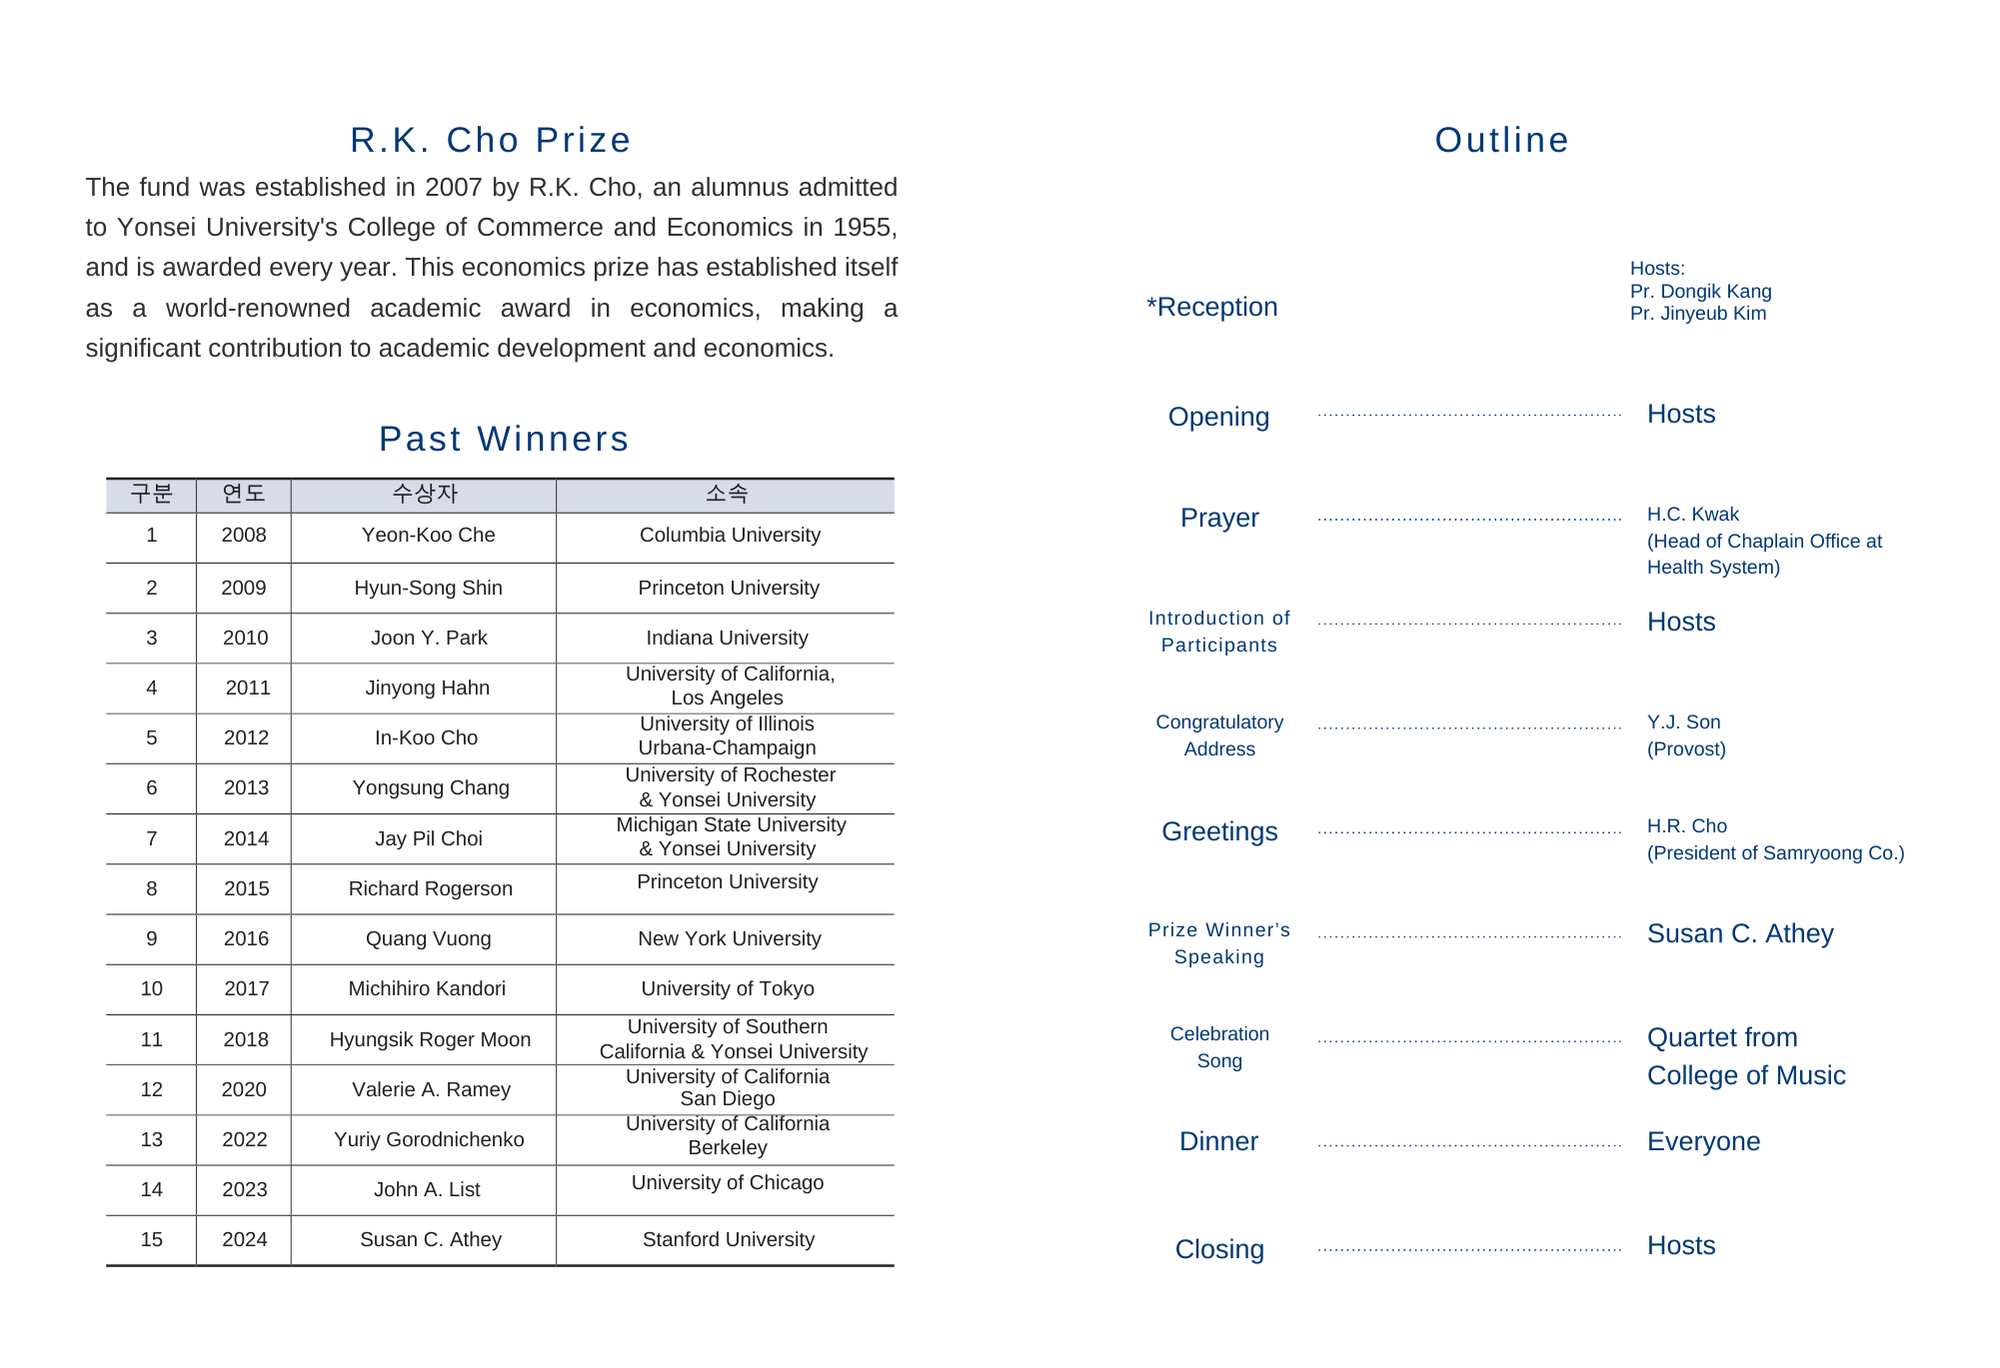 R.K. Cho Prize
The fund was established in 2007 by R.K. Cho, an alumnus admitted
to Yonsei University's College of Commerce and Economics in 1955,
and is awarded every year. This economics prize has established itself
as a world-renowned academic award in economics, making a
significant contribution to academic development and economics.
Past Winners
구분 연도 수상자 소속
1 2008 Yeon-Koo Che Columbia University
2 2009 Hyun-Song Shin Princeton University
3 2010 Joon Y. Park Indiana University
4 2011 Jinyong Hahn University of California,
Los Angeles
5 2012 In-Koo Cho University of Illinois
Urbana-Champaign
6 2013 Yongsung Chang University of Rochester
& Yonsei University
7 2014 Jay Pil Choi Michigan State University
& Yonsei University
8 2015 Richard Rogerson Princeton University
9 2016 Quang Vuong New York University
10 2017 Michihiro Kandori University of Tokyo
11 2018 Hyungsik Roger Moon University of Southern
California & Yonsei University
12 2020 Valerie A. Ramey University of California
San Diego
13 2022 Yuriy Gorodnichenko University of California
Berkeley
14 2023 John A. List University of Chicago
15 2024 Susan C. Athey Stanford University
Outline
*Reception
Hosts:
Pr. Dongik Kang
Pr. Jinyeub Kim
Opening Hosts
Prayer H.C. Kwak
(Head of Chaplain Office at
Health System)
Introduction of
Participants
Hosts
Congratulatory
Address
Y.J. Son
(Provost)
Greetings H.R. Cho
(President of Samryoong Co.)
Prize Winner’s
Speaking
Susan C. Athey
Celebration
Song
Quartet from
College of Music
Dinner Everyone
Closing Hosts